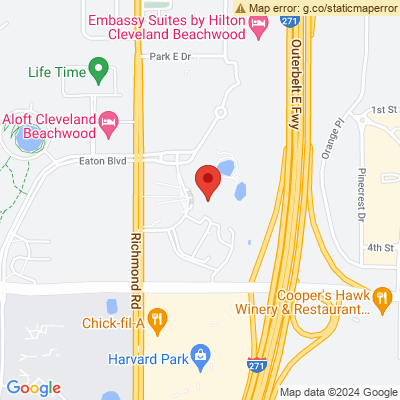 Map error: g.co/staticmaperror
Embassy Suites by Hilton
Cleveland Beachwood
271
Park E Dr
Life Time
Outerbelt E Fwy
1st St
Aloft Cleveland
Beachwood
Orange Pl
Eaton Blvd
Pinecrest Dr
Richmond Rd
4th St
Cooper's Hawk
Winery & Restaurant...
Chick-fil-A
Harvard Park
271
Google
Map data ©2024 Google